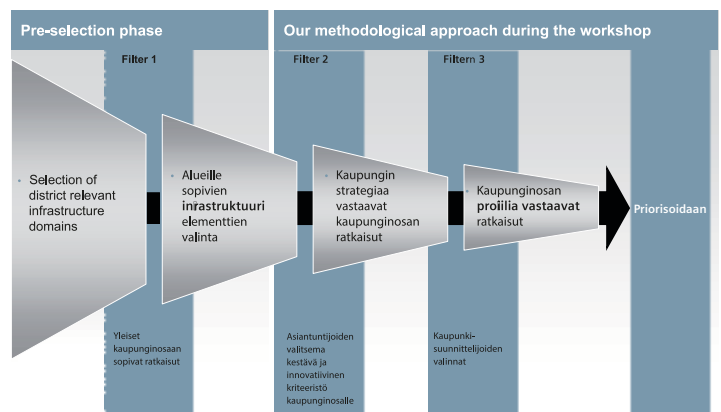 Pre-selection phase
Our methodological approach during the workshop
Filter 1
Filter 2
Filtern 3
• Selection of
district relevant
infrastructure
domains
• Alueille
sopivien
infrastruktuuri
elementtien
valinta
• Kaupungin
strategiaa
vastaavat
kaupunginosan
ratkaisut
• Kaupunginosan
proiilia vastaavat
ratkaisut
Priorisoidaan
Yleiset
kaupunginosaan
sopivat ratkaisut
Asiantuntijoiden
valitsema
kestävä ja
innovatiivinen
kriteeristö
kaupunginosalle
Kaupunki-
suunnittelijoiden
valinnat